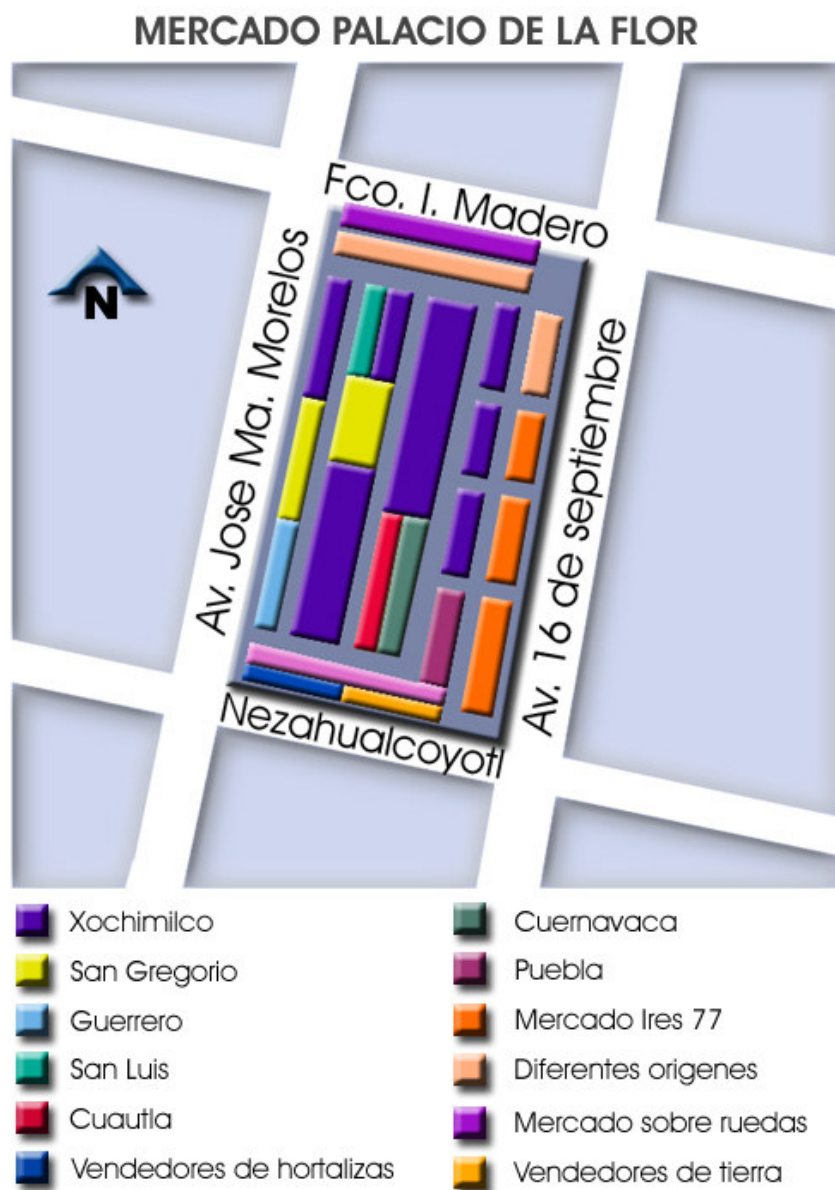 MERCADO PALACIO DE LA FLOR
Fco. I. Madero
Av. Jose Ma. Morelos
N
Av. 16 de septiembre
Nezahualcoyotl
Xochimilco
San Gregorio
Guerrero
San Luis
Cuautla
Vendedores de hortalizas
Cuernavaca
Puebla
Mercado Ires 77
Diferentes origenes
Mercado sobre ruedas
Vendedores de tierra